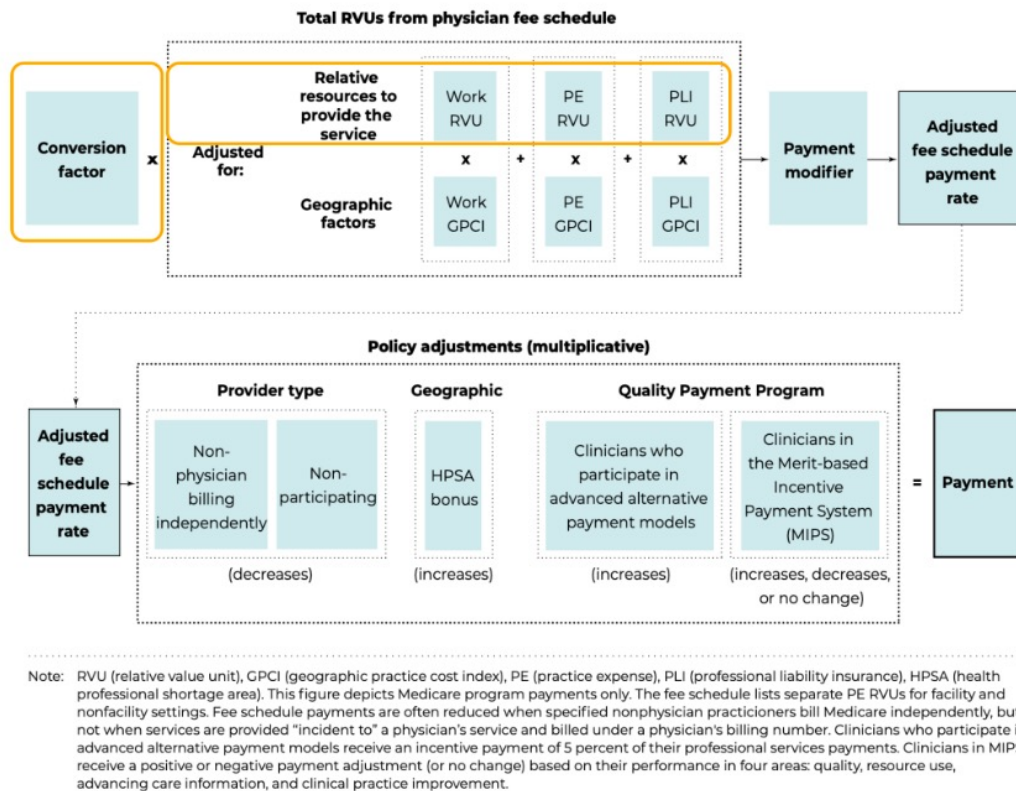 Total RVUs from physician fee schedule
Relative
resources to
provide the
service
Work
RVU
PE
RVU
PLI
RVU
Conversion
factor
x
Adjusted
for:
x + x + x
Geographic
factors
Work
GPCI
PE
GPCI
PLI
GPCI
Payment
modifier
Adjusted
fee schedule
payment
rate
Policy adjustments (multiplicative)
Provider type
Geographic
Quality Payment Program
Adjusted
fee
schedule
payment
rate
Non-
physician
billing
independently
Non-
participating
HPSA
bonus
Clinicians who
participate in
advanced alternative
payment models
Clinicians in
the Merit-based
Incentive
Payment System
(MIPS)
=
Payment
(decreases)
(increases)
(increases)
(increases, decreases,
or no change)
Note: RVU (relative value unit), GPCI (geographic practice cost index), PE (practice expense), PLI (professional liability insurance), HPSA (health
professional shortage area). This figure depicts Medicare program payments only. The fee schedule lists separate PE RVUs for facility and
nonfacility settings. Fee schedule payments are often reduced when specified nonphysician practicioners bill Medicare independently, but
not when services are provided "incident to" a physician's service and billed under a physician's billing number. Clinicians who participate i
advanced alternative payment models receive an incentive payment of 5 percent of their professional services payments. Clinicians in MIP
receive a positive or negative payment adjustment (or no change) based on their performance in four areas: quality, resource use,
advancing care information, and clinical practice improvement.